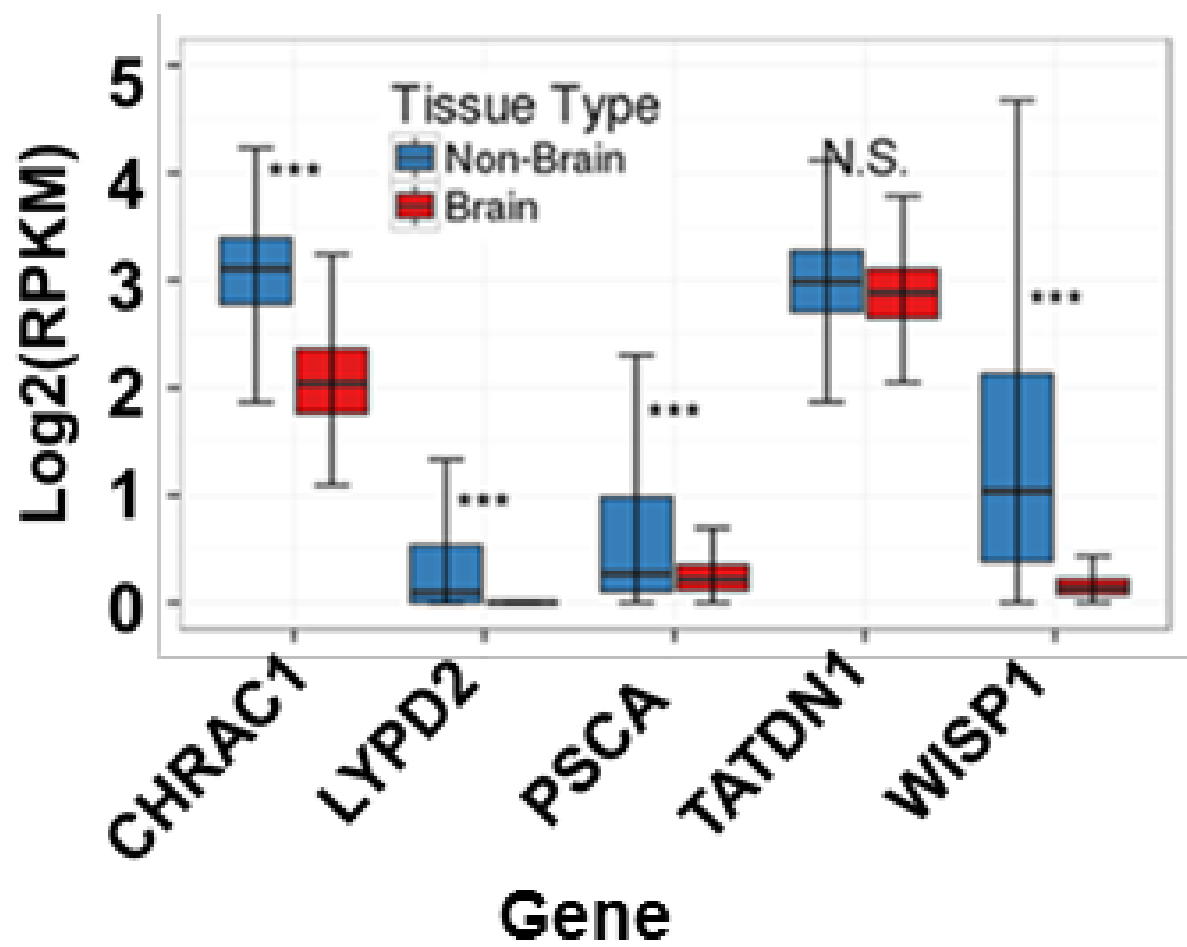 Log2(RPKM)
5
4
3
2
1
0
Tissue Type
Non-Brain
Brain
***
***
***
N.S.
***
CHRAC1
LYPD2
PSCA
TATDN1
WISP1
Gene